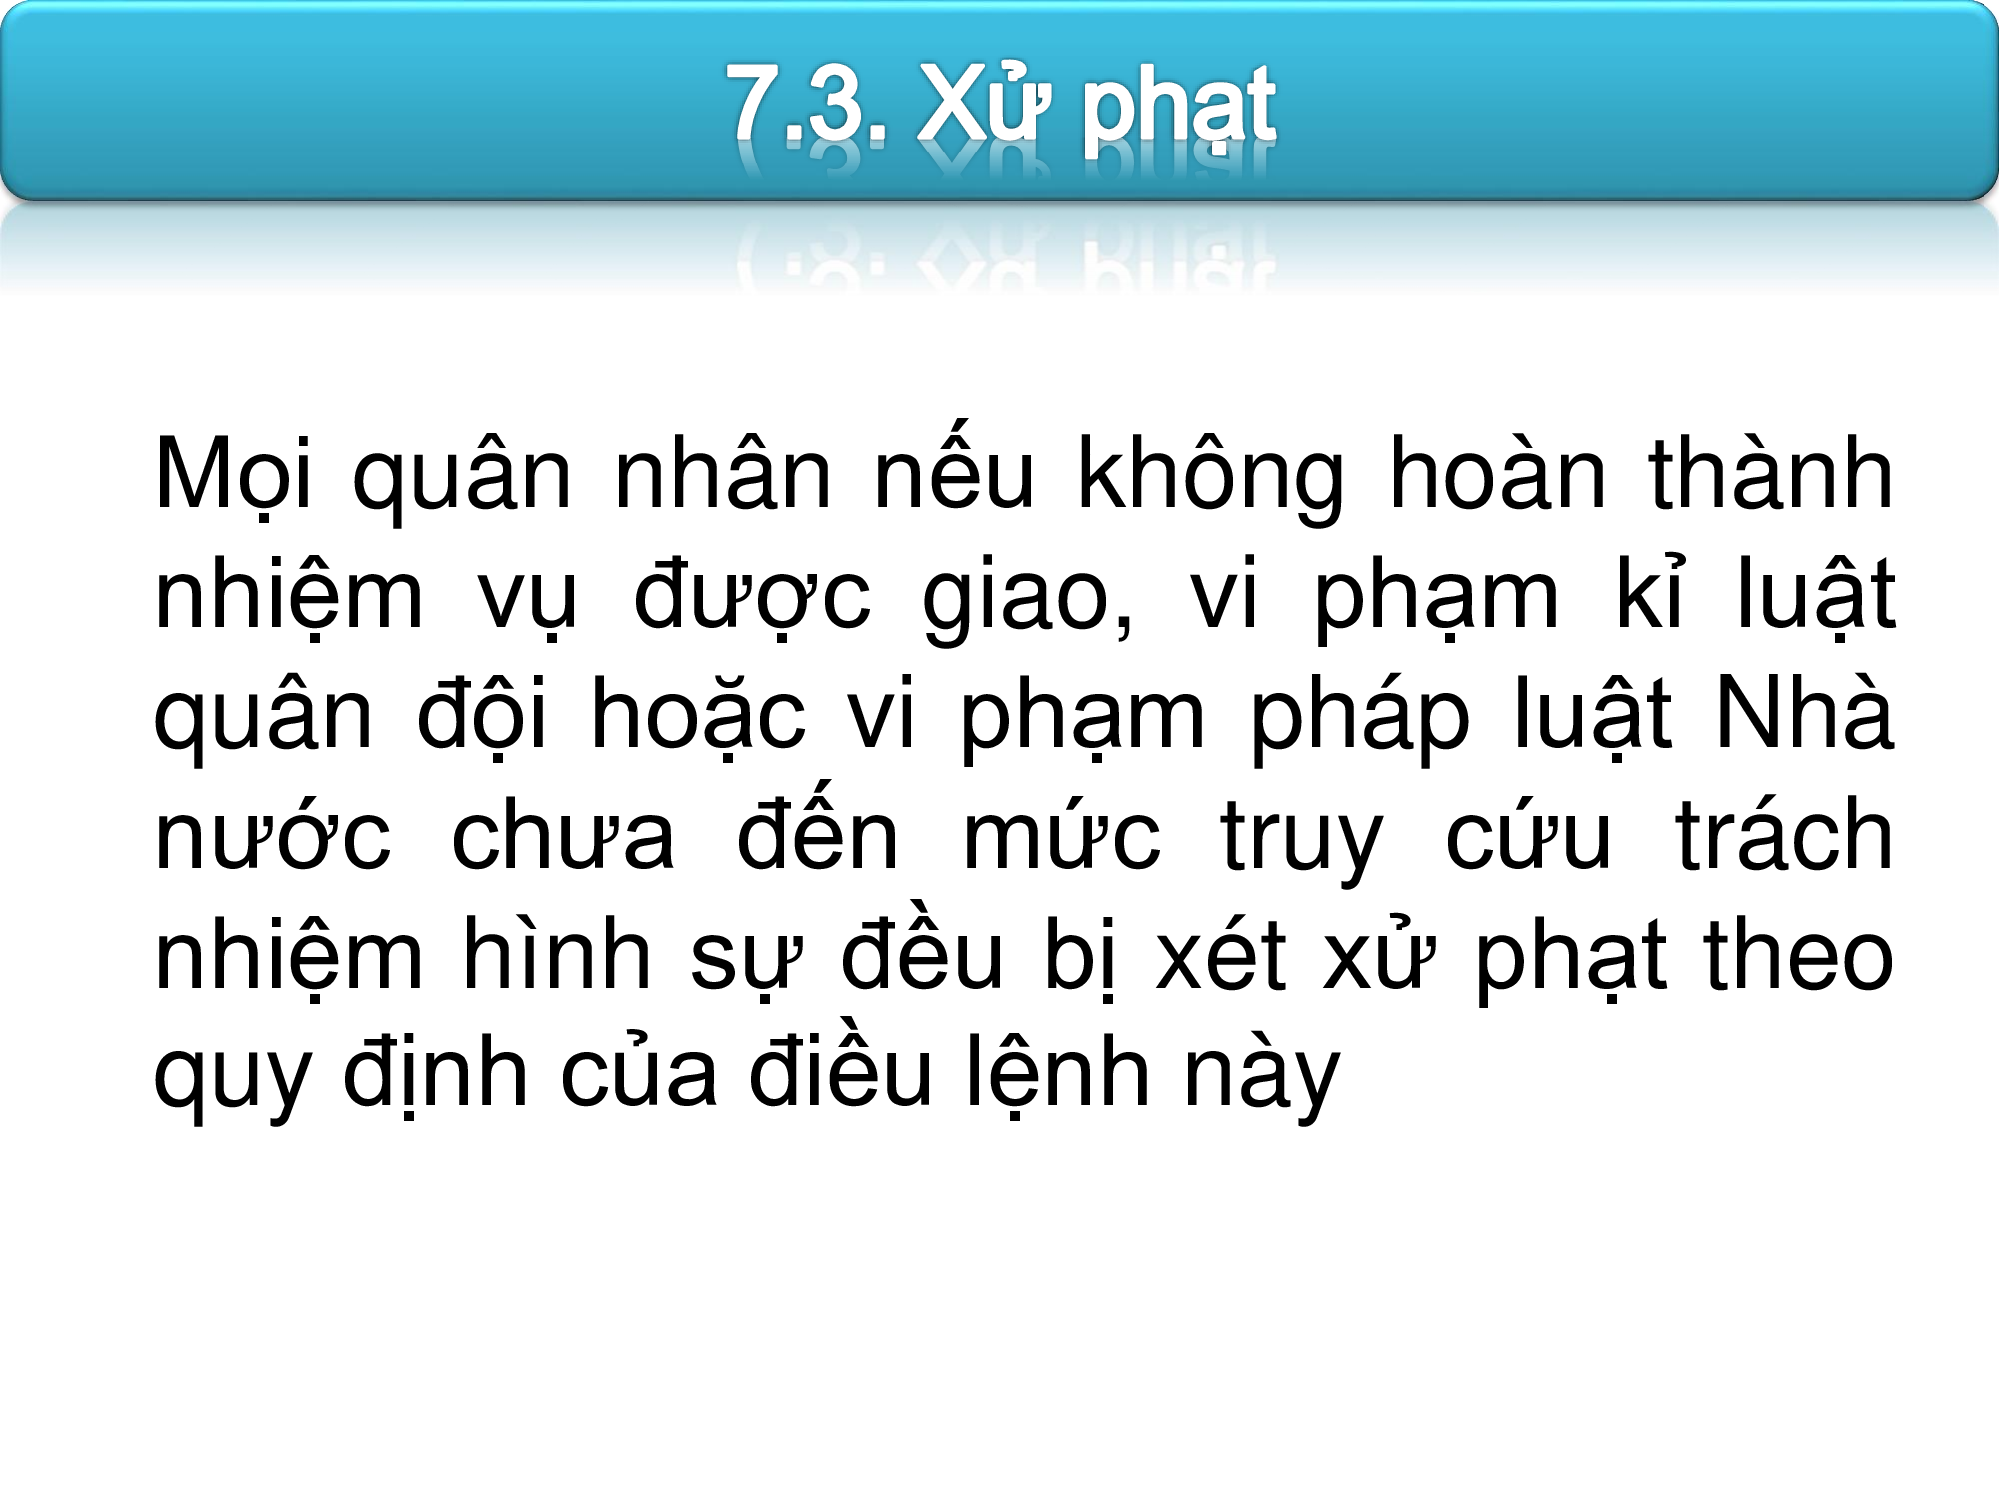 7.3. Xử phạt
Mọi quân nhân nếu không hoàn thành
nhiệm vụ được giao, vi phạm kỉ luật
quân đội hoặc vi phạm pháp luật Nhà
nước chưa đến mức truy cứu trách
nhiệm hình sự đều bị xét xử phạt theo
quy định của điều lệnh này